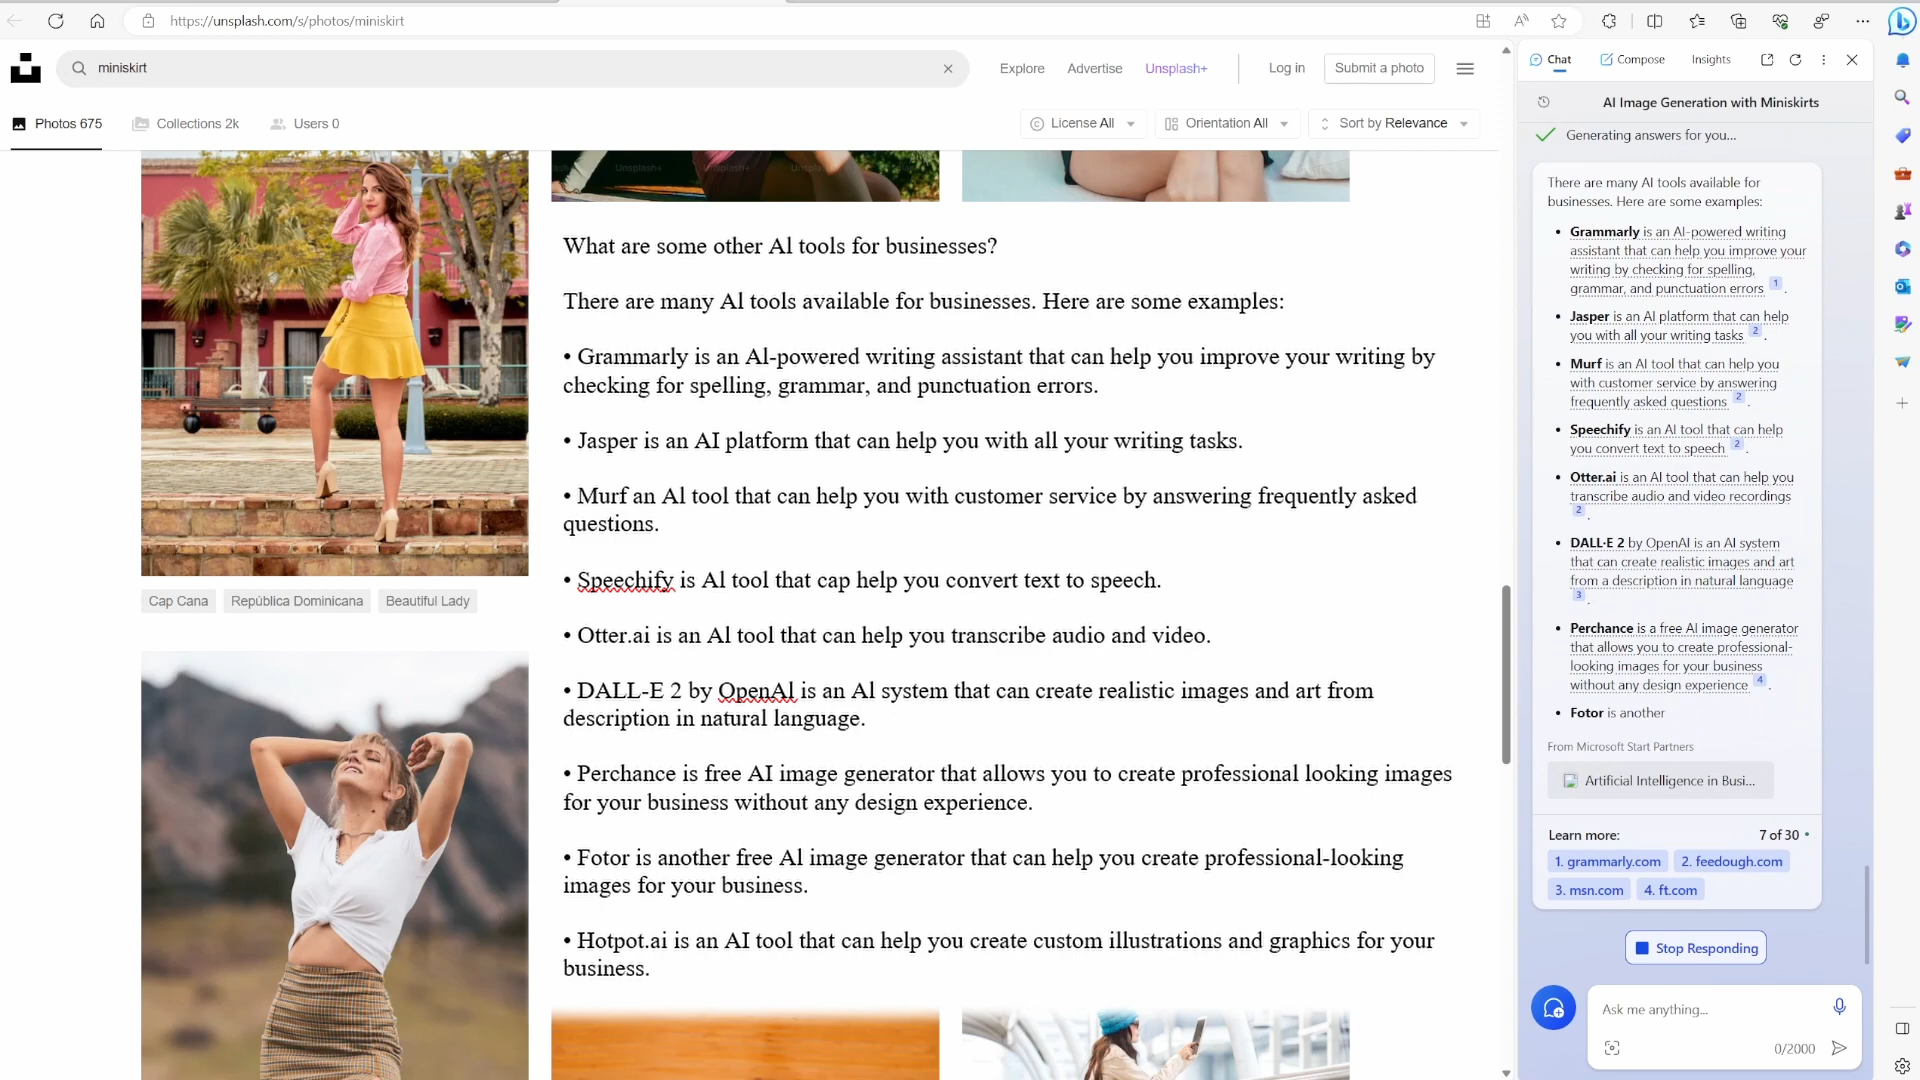 https://unsplash.com/s/photos/miniskirt
miniskirt
Explore
Advertise
Unsplash+
Log in
Submit a photo
Photos 675
Collections 2k
Users 0
License All
Orientation All
Sort by Relevance
Unsplash+
Unsplash+
Cap Cana
República Dominicana
Beautiful Lady
What are some other Al tools for businesses?
There are many Al tools available for businesses. Here are some examples:
• Grammarly is an Al-powered writing assistant that can help you improve your writing by
checking for spelling, grammar, and punctuation errors.
• Jasper is an AI platform that can help you with all your writing tasks.
• Murf an Al tool that can help you with customer service by answering frequently asked
questions.
• Speechify is Al tool that cap help you convert text to speech.
• Otter.ai is an Al tool that can help you transcribe audio and video.
• DALL-E 2 by OpenAl is an Al system that can create realistic images and art from
description in natural language.
• Perchance is free AI image generator that allows you to create professional looking images
for your business without any design experience.
• Fotor is another free Al image generator that can help you create professional-looking
images for your business.
• Hotpot.ai is an AI tool that can help you create custom illustrations and graphics for your
business.
Chat
Compose
Insights
AI Image Generation with Miniskirts
Generating answers for you...
There are many AI tools available for
businesses. Here are some examples:
• Grammarly is an AI-powered writing
assistant that can help you improve your
writing by checking for spelling,
grammar, and punctuation errors 1 .
• Jasper is an AI platform that can help
you with all your writing tasks 2 .
• Murf is an AI tool that can help you
with customer service by answering
frequently asked questions 2 .
• Speechify is an AI tool that can help
you convert text to speech 2 .
• Otter.ai is an AI tool that can help you
transcribe audio and video recordings
2 .
• DALL·E 2 by OpenAI is an AI system
that can create realistic images and art
from a description in natural language
3 .
• Perchance is a free AI image generator
that allows you to create professional-
looking images for your business
without any design experience 4 .
• Fotor is another
From Microsoft Start Partners
Artificial Intelligence in Busi...
Learn more:
7 of 30
1. grammarly.com
2. feedough.com
3. msn.com
4. ft.com
Stop Responding
Ask me anything...
0/2000